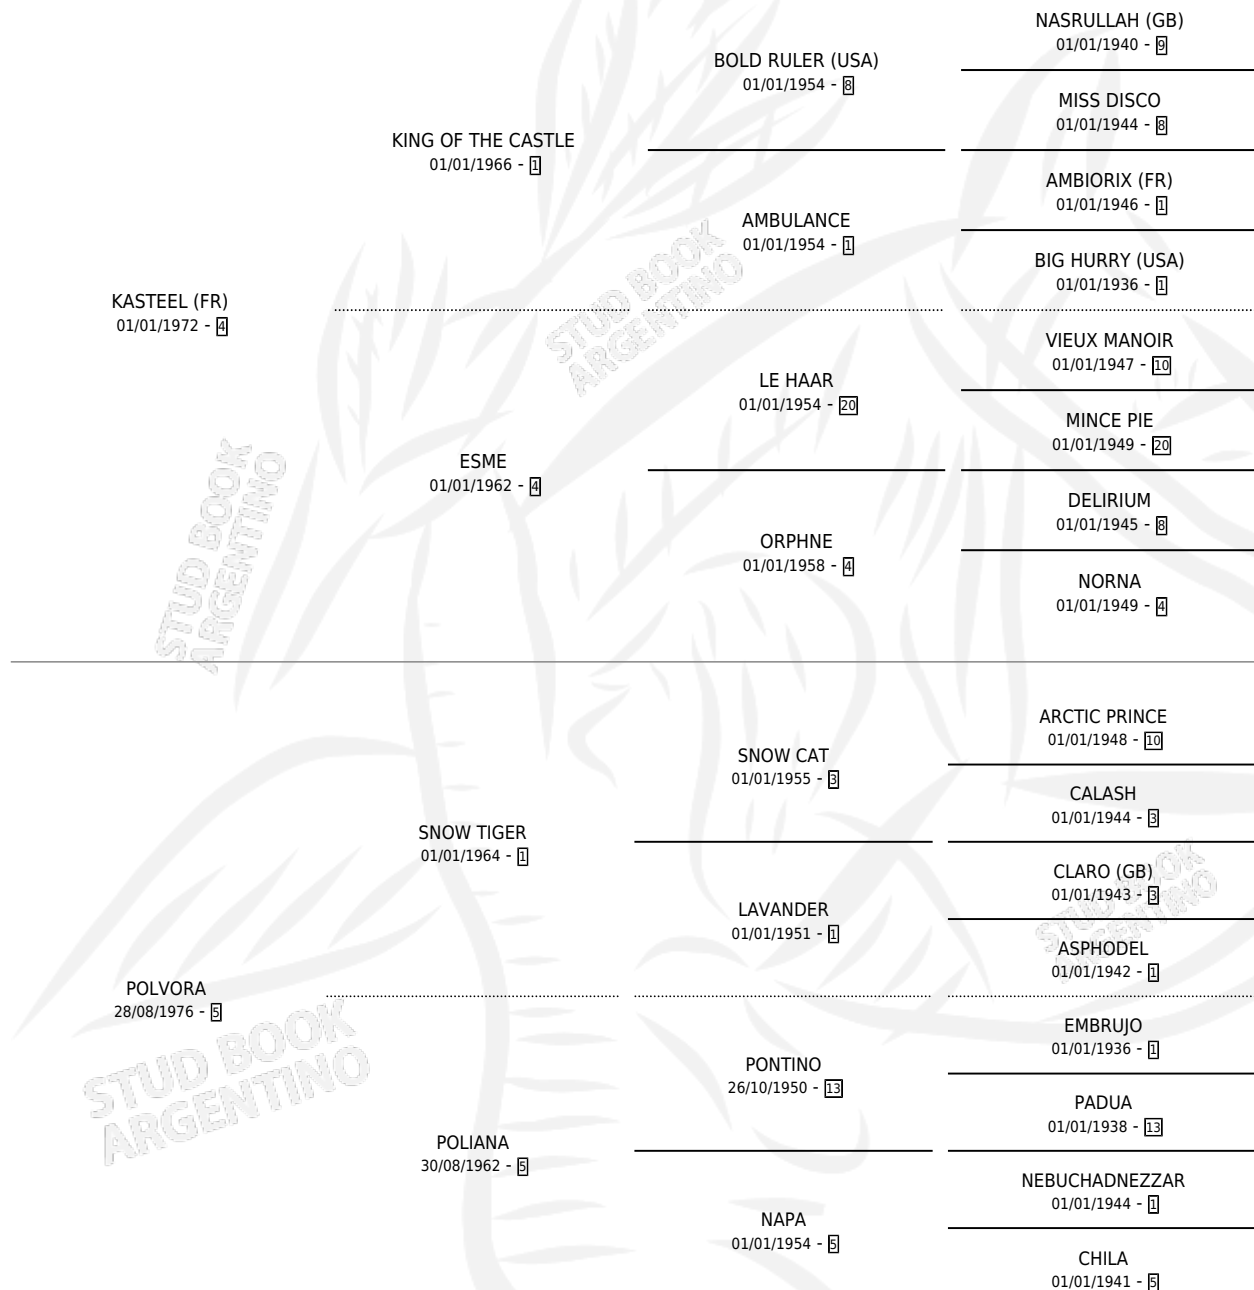 NASRULLAH (GB)
01/01/1940 - 9
BOLD RULER (USA)
01/01/1954 - 8
MISS DISCO
01/01/1944 - 8
KING OF THE CASTLE
01/01/1966 - 1
AMBIORIX (FR)
01/01/1946 - 1
AMBULANCE
01/01/1954 - 1
BIG HURRY (USA)
01/01/1936 - 1
KASTEEL (FR)
01/01/1972 - 4
VIEUX MANOIR
01/01/1947 - 10
LE HAAR
01/01/1954 - 20
MINCE PIE
01/01/1949 - 20
ESME
01/01/1962 - 4
DELIRIUM
01/01/1945 - 8
ORPHNE
01/01/1958 - 4
NORNA
01/01/1949 - 4
STUD BOOK
ARGENTINO
STUD BOOK
ARGENTINO
ARCTIC PRINCE
01/01/1948 - 10
SNOW CAT
01/01/1955 - 3
CALASH
01/01/1944 - 3
SNOW TIGER
01/01/1964 - 1
CLARO (GB)
01/01/1943 - 3
LAVANDER
01/01/1951 - 1
ASPHODEL
01/01/1942 - 1
STUD BOOK
ARGENTINO
POLVORA
28/08/1976 - 5
EMBRUJO
01/01/1936 - 1
PONTINO
26/10/1950 - 13
PADUA
01/01/1938 - 13
POLIANA
30/08/1962 - 5
NEBUCHADNEZZAR
01/01/1944 - 1
NAPA
01/01/1954 - 5
CHILA
01/01/1941 - 5
STUD BOOK
ARGENTINO